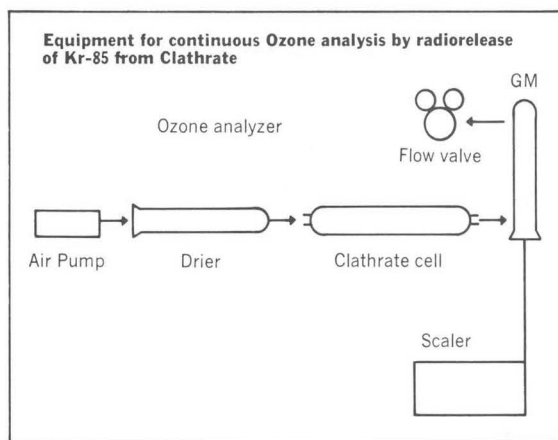 Equipment for continuous Ozone analysis by radiorelease
of Kr-85 from Clathrate
GM
Ozone analyzer
Flow valve
Air Pump
Drier
Clathrate cell
Scaler